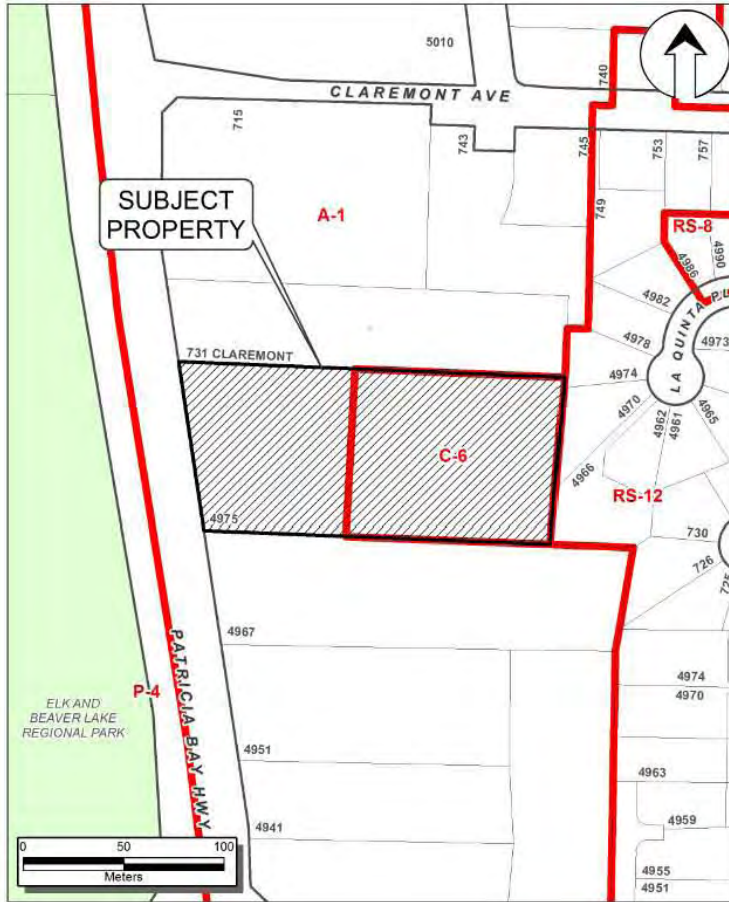 5010
740
CLAREMONT AVE
715
743
745
753
757
SUBJECT
PROPERTY
A-1
749
RS-8
4990
4986
4982
LA QUINTA PL
4978
4973
731 CLAREMONT
4974
4970
4962
4961
4965
C-6
4966
RS-12
4975
730
726
725
4967
PATRICIA BAY HWY
P-4
ELK AND
BEAVER LAKE
REGIONAL PARK
4974
4970
4951
4963
4941
4959
0 50 100
Meters
4955
4951